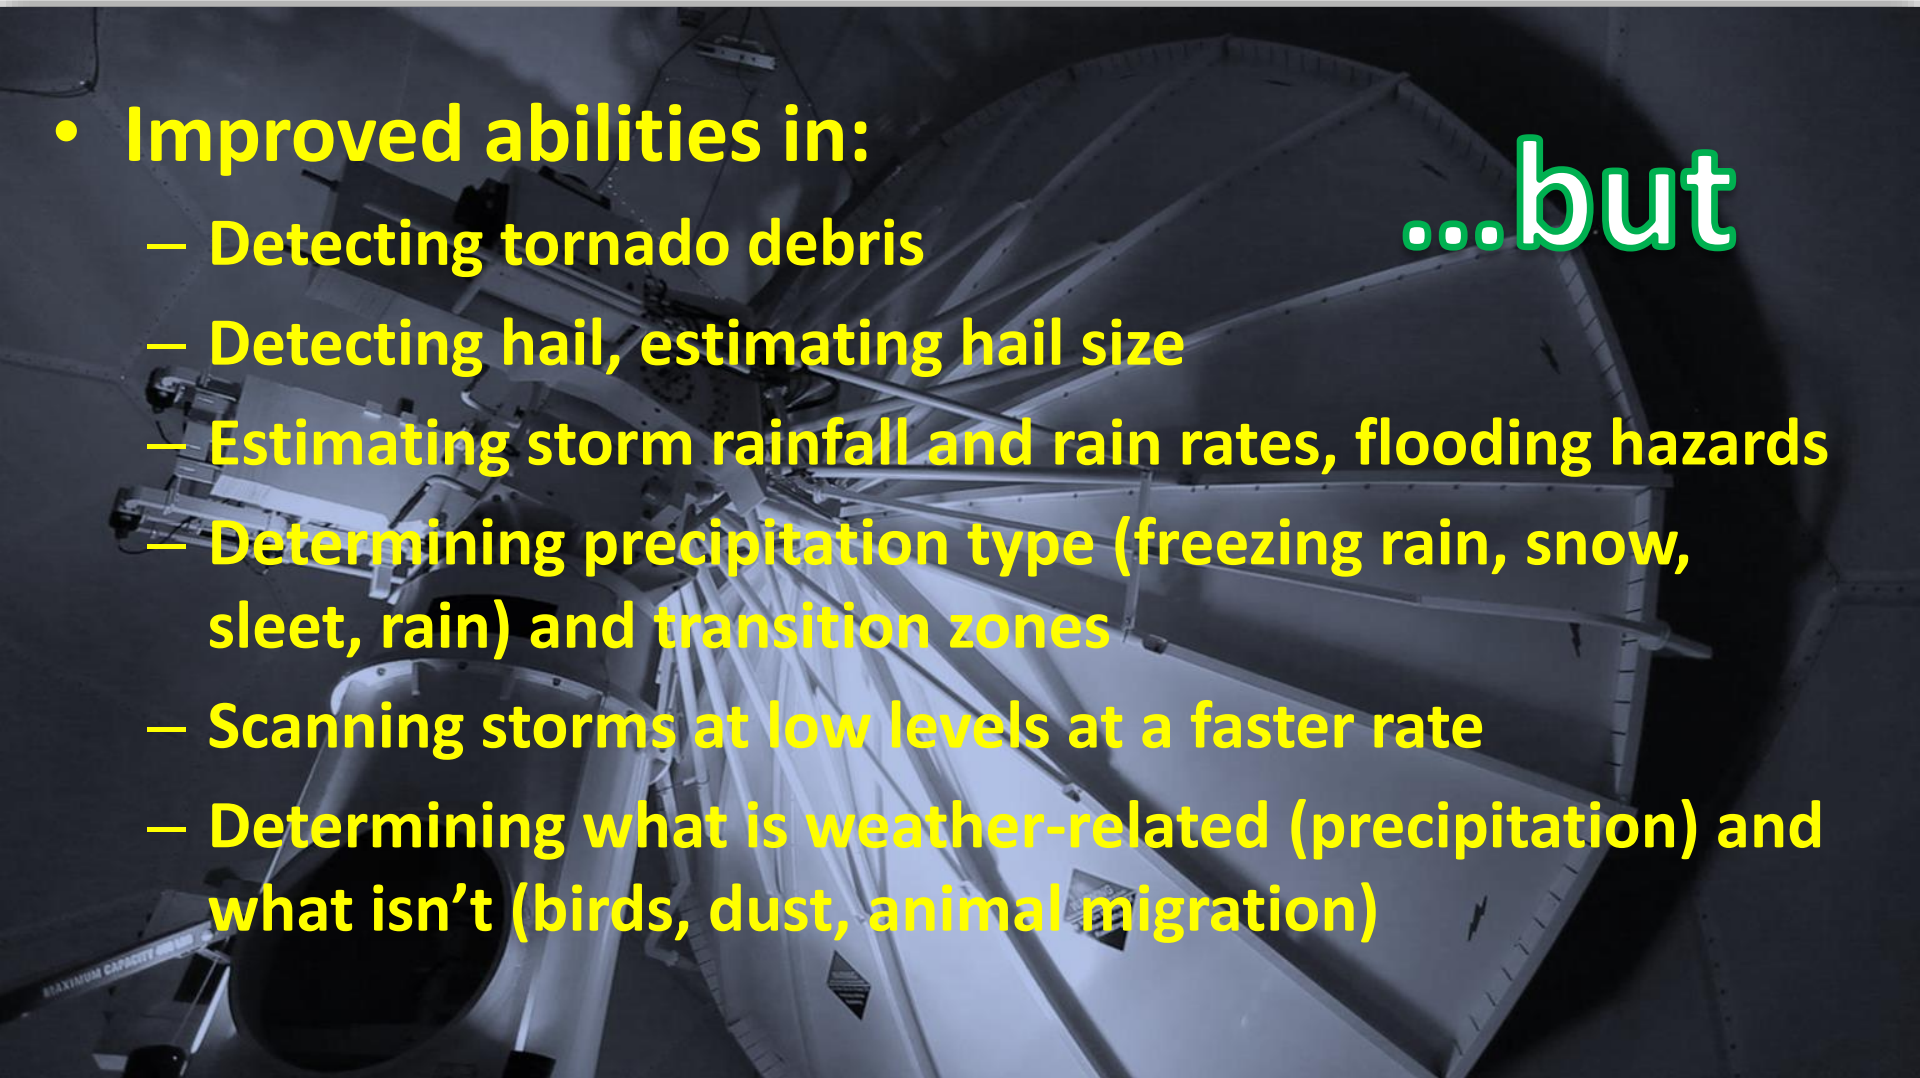 • Improved abilities in:
...but
– Detecting tornado debris
– Detecting hail, estimating hail size
– Estimating storm rainfall and rain rates, flooding hazards
– Determining precipitation type (freezing rain, snow,
sleet, rain) and transition zones
– Scanning storms at low levels at a faster rate
– Determining what is weather-related (precipitation) and
what isn’t (birds, dust, animal migration)
MAXIMUM CAPACITY